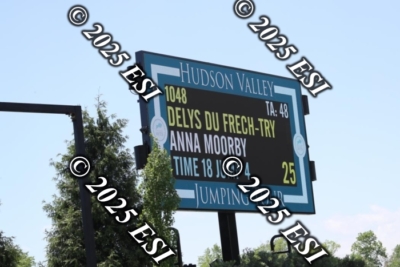 © 2025 ESI
© 2025 ESI
HUDSON VALLEY
1048
TA: 48
DELYS DU FRECH-TRY
ANNA MOORBY
TIME 18
4
25
JUMPING
© 2025 ESI
© 2025 ESI